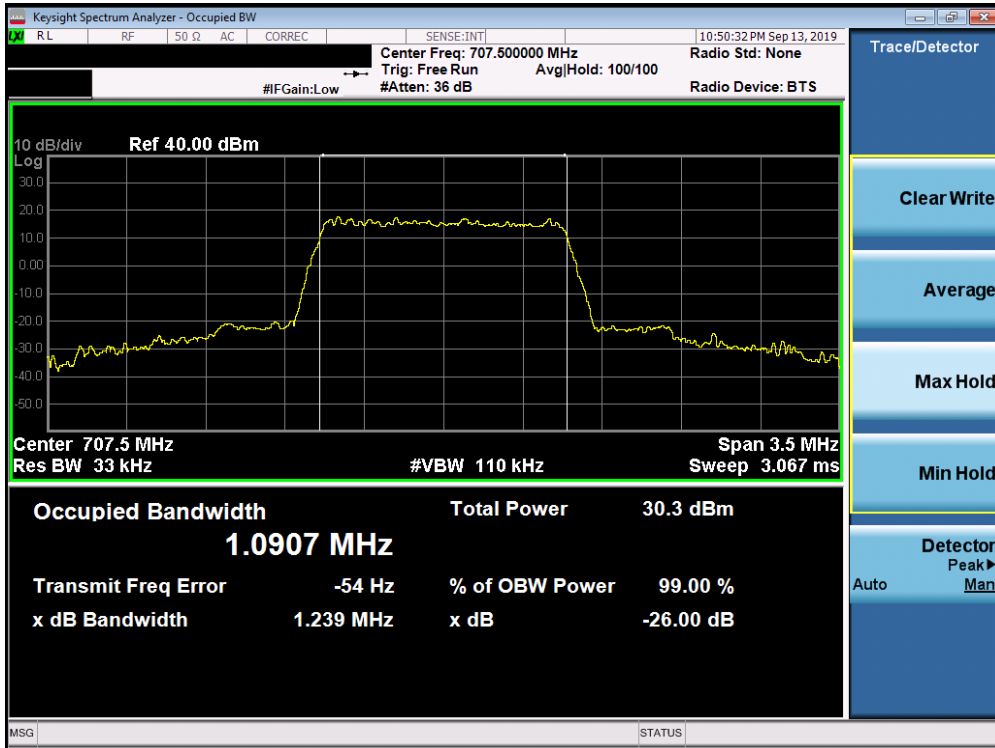 Keysight Spectrum Analyzer - Occupied BW
LXI RL RF 50 Ω AC CORREC SENSE:INT 10:50:32 PM Sep 13, 2019
Center Freq: 707.500000 MHz Radio Std: None
Trig: Free Run Avg|Hold: 100/100
#IFGain:Low #Atten: 36 dB Radio Device: BTS
Trace/Detector
10 dB/div Ref 40.00 dBm
Log
30.0
20.0
10.0
0.00
-10.0
-20.0
-30.0
-40.0
-50.0
Center 707.5 MHz Span 3.5 MHz
Res BW 33 kHz #VBW 110 kHz Sweep 3.067 ms
Occupied Bandwidth Total Power 30.3 dBm
1.0907 MHz
Transmit Freq Error -54 Hz % of OBW Power 99.00 %
x dB Bandwidth 1.239 MHz x dB -26.00 dB
Clear Write
Average
Max Hold
Min Hold
Detector
Peak▶
Auto Man
MSG STATUS